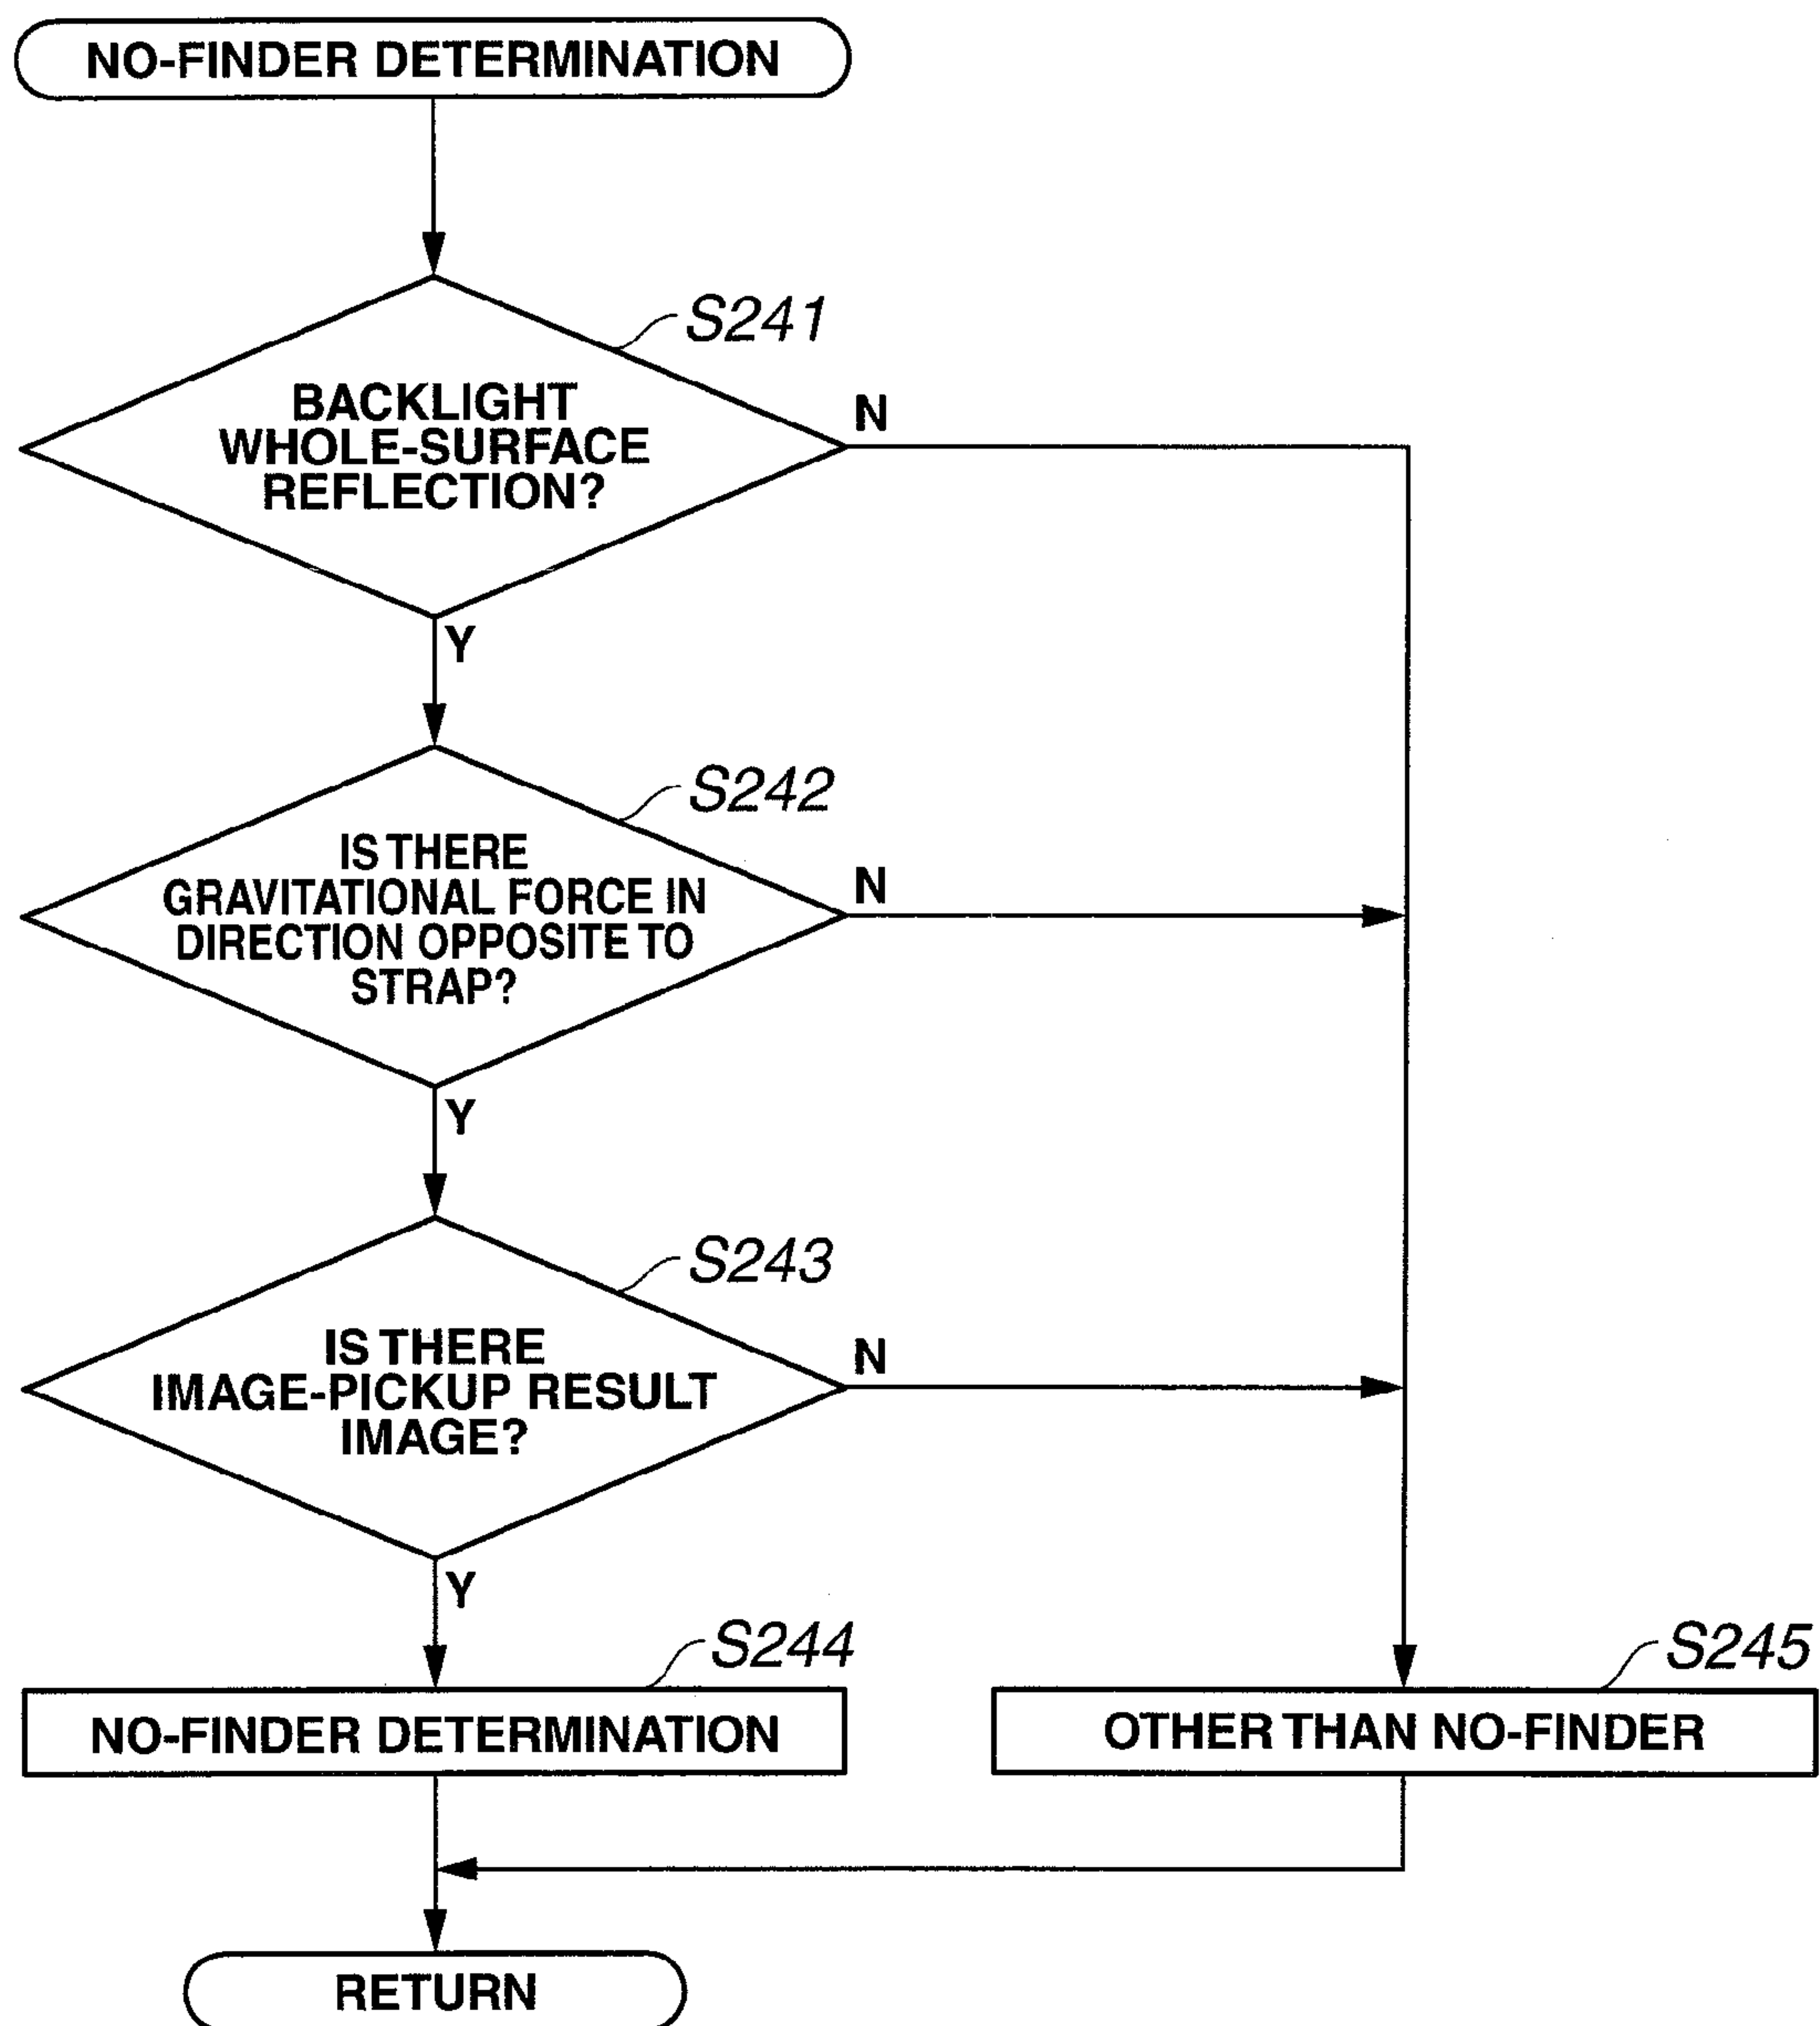 NO-FINDER DETERMINATION
S241
BACKLIGHT
WHOLE-SURFACE
REFLECTION?
N
Y
S242
IS THERE
GRAVITATIONAL FORCE IN
DIRECTION OPPOSITE TO
STRAP?
N
Y
S243
IS THERE
IMAGE-PICKUP RESULT
IMAGE?
N
Y
S244
NO-FINDER DETERMINATION
S245
OTHER THAN NO-FINDER
RETURN